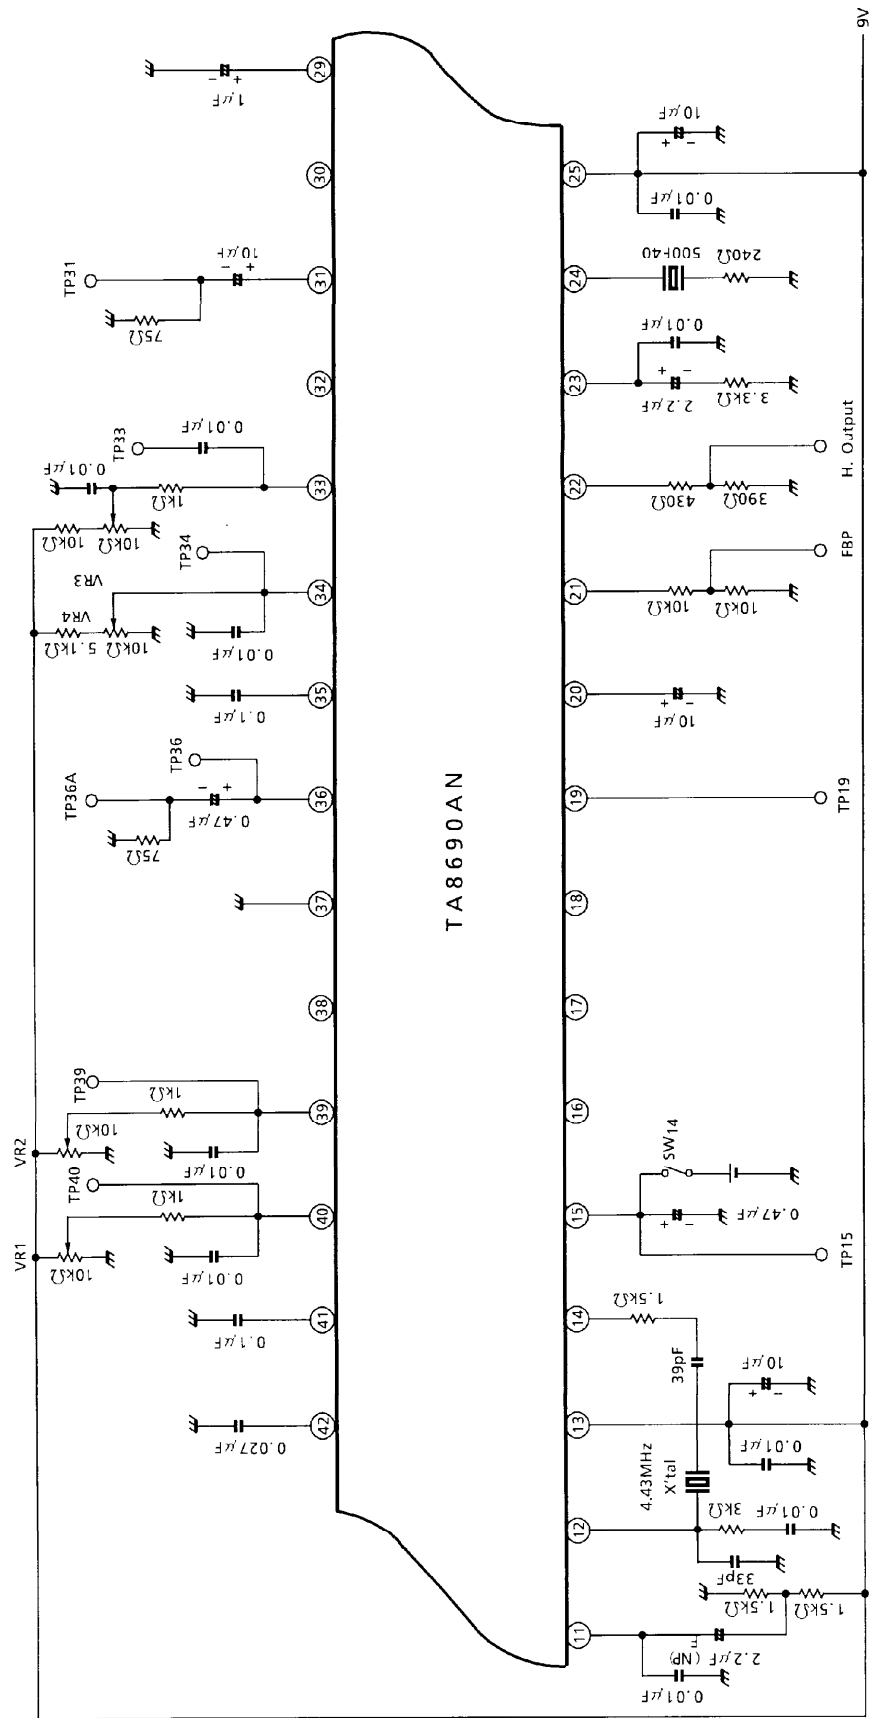 9V
29
1μF
−
+
30
TP31
75Ω
10μF
−
+
31
32
TP33
0.01μF
0.01μF
1kΩ
33
10kΩ
10kΩ
VR3
TP34
34
0.01μF
VR4
5.1kΩ
10kΩ
35
0.1μF
TP36A
TP36
−
+
0.47μF
75Ω
36
37
38
VR2
TP39
1kΩ
10kΩ
0.01μF
39
VR1
TP40
1kΩ
10kΩ
0.01μF
40
41
0.1μF
42
0.027μF
TA8690AN
25
10μF
+
−
0.01μF
24
500F40
240Ω
23
0.01μF
+
−
2.2μF
3.3kΩ
22
430Ω
390Ω
H. Output
21
10kΩ
10kΩ
FBP
20
+
−
10μF
19
TP19
18
17
16
15
SW14
+
−
0.47μF
TP15
14
1.5kΩ
39pF
13
10μF
+
−
0.01μF
4.43MHz
X'tal
12
3kΩ
0.01μF
33pF
11
1.5kΩ
1.5kΩ
2.2μF (NP)
0.01μF